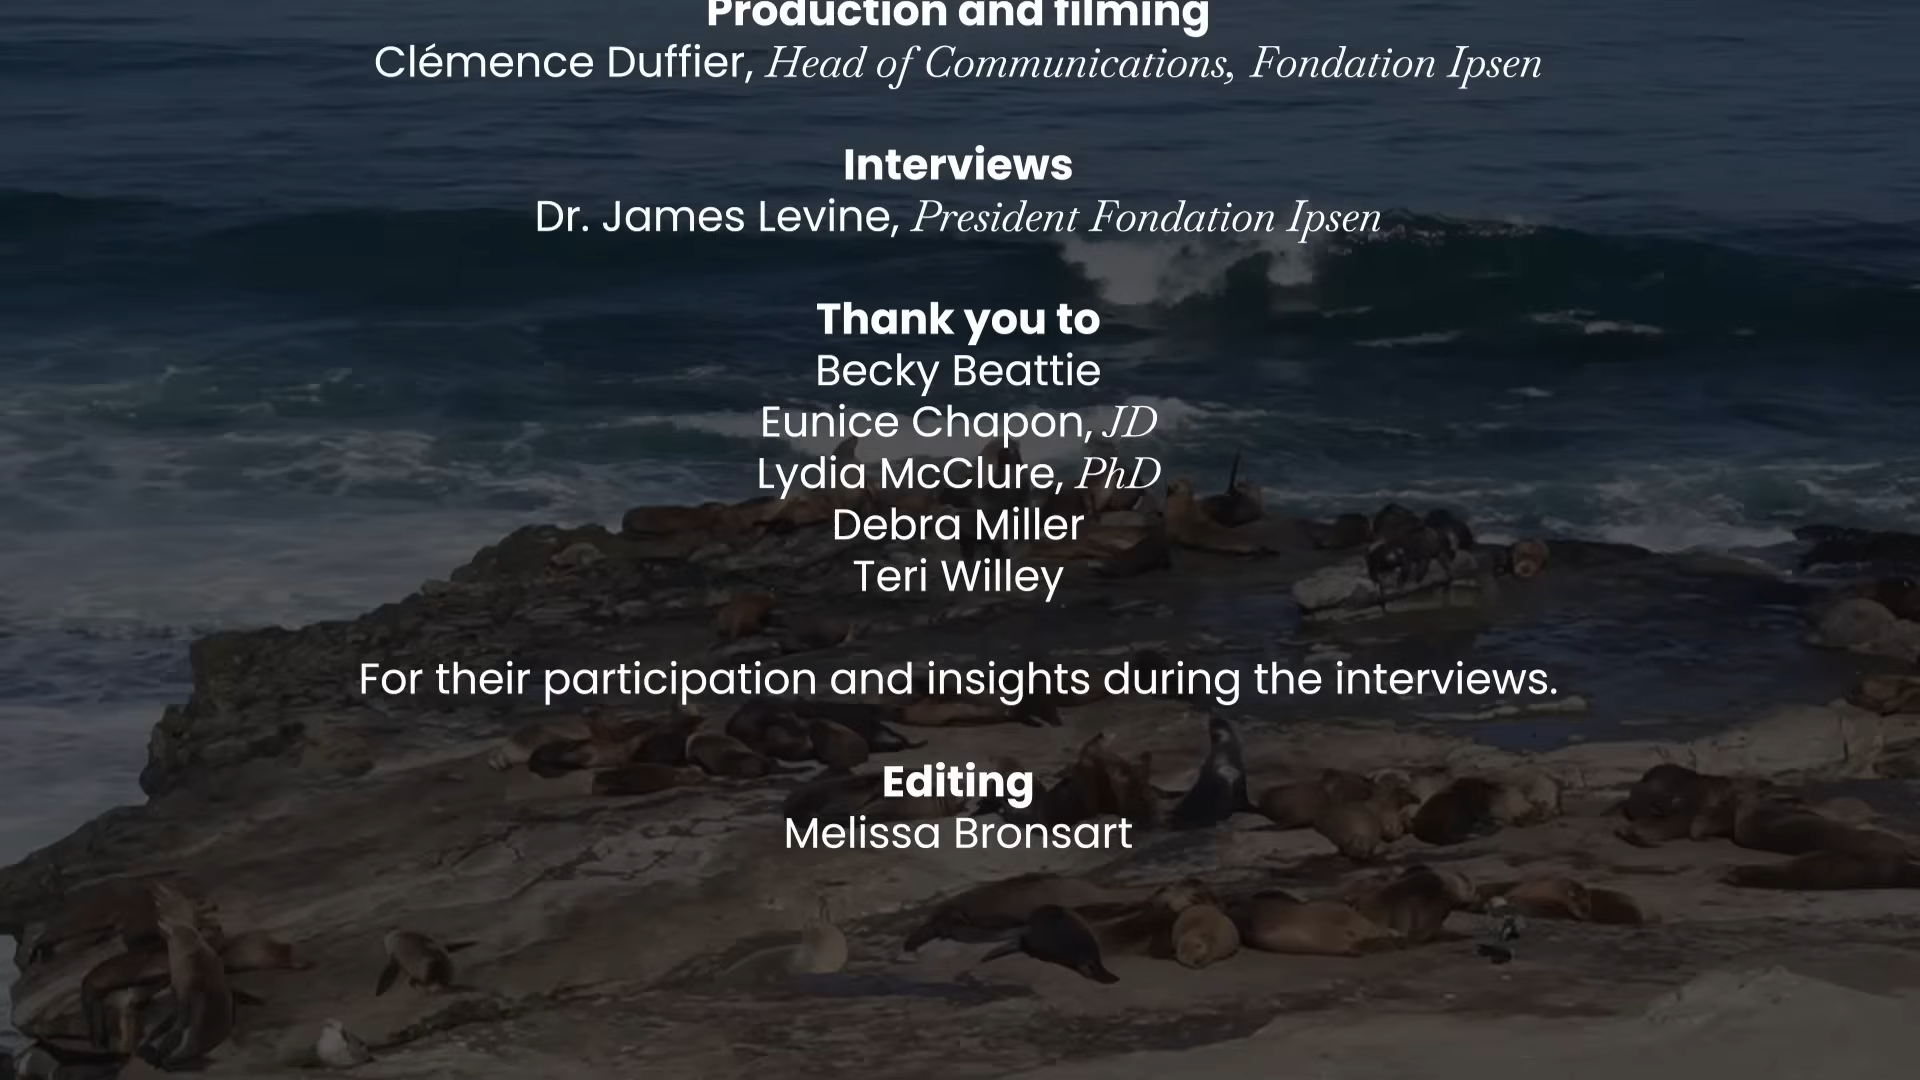 Production and filming
Clémence Duffier, Head of Communications, Fondation Ipsen
Interviews
Dr. James Levine, President Fondation Ipsen
Thank you to
Becky Beattie
Eunice Chapon, JD
Lydia McClure, PhD
Debra Miller
Teri Willey
For their participation and insights during the interviews.
Editing
Melissa Bronsart